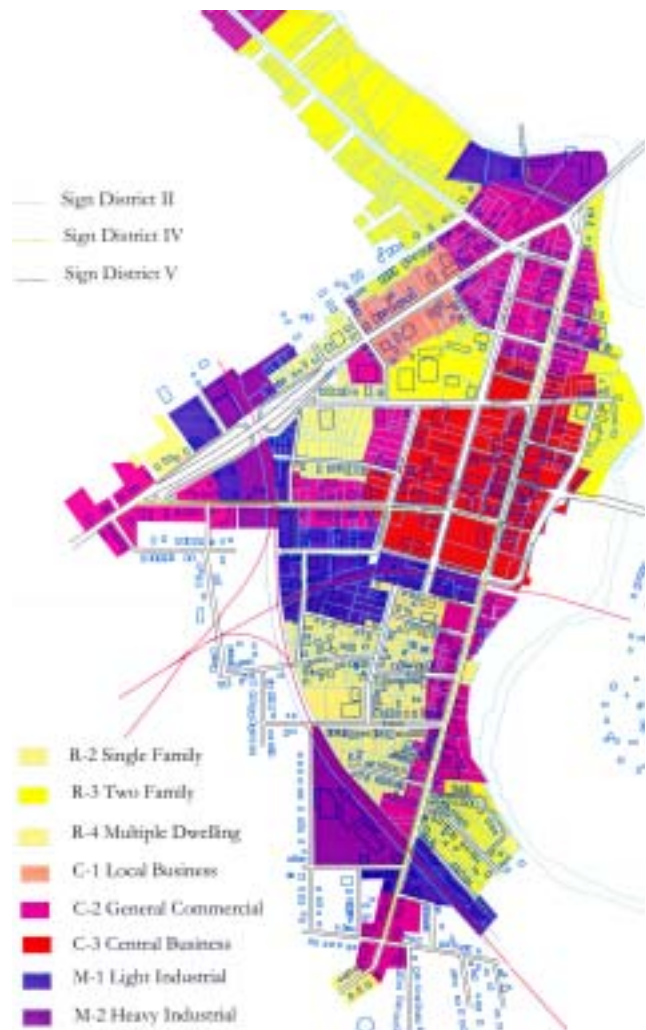 Sign District II
Sign District IV
Sign District V
R-2 Single Family
R-3 Two Family
R-4 Multiple Dwelling
C-1 Local Business
C-2 General Commercial
C-3 Central Business
M-1 Light Industrial
M-2 Heavy Industrial